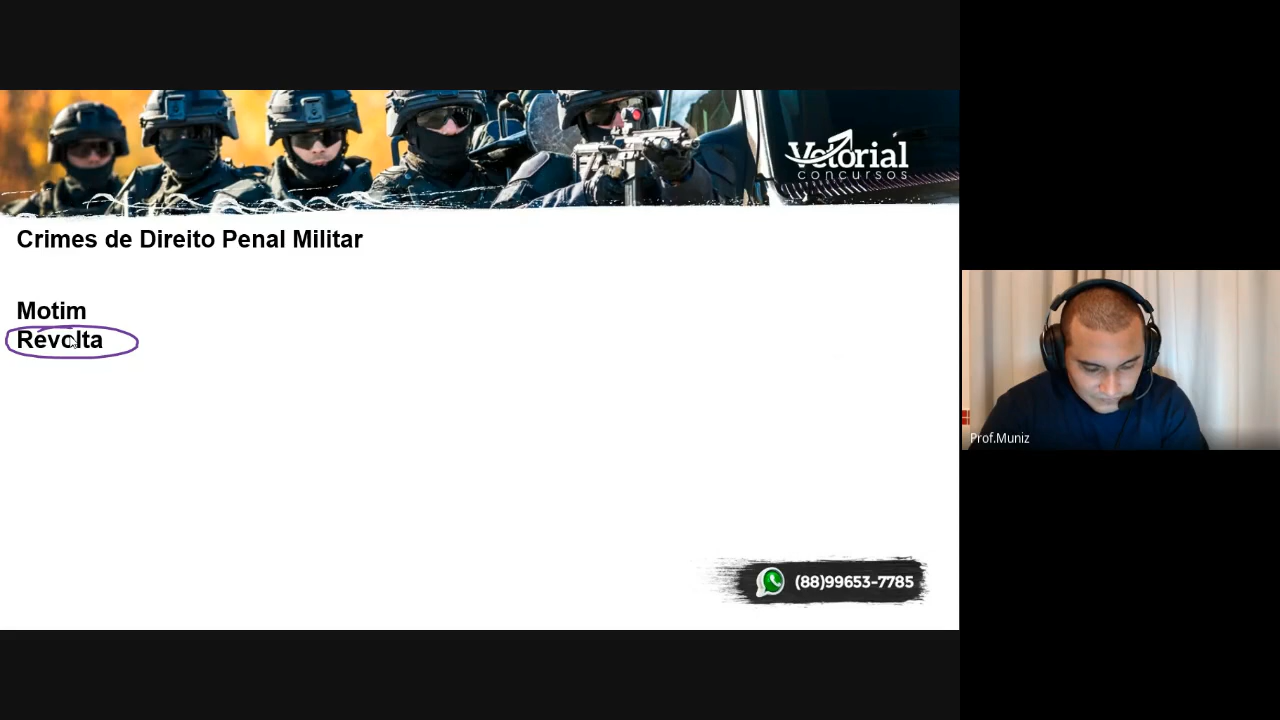 Vetorial
concursos
Crimes de Direito Penal Militar
Motim
Revolta
Prof.Muniz
(88)99653-7785